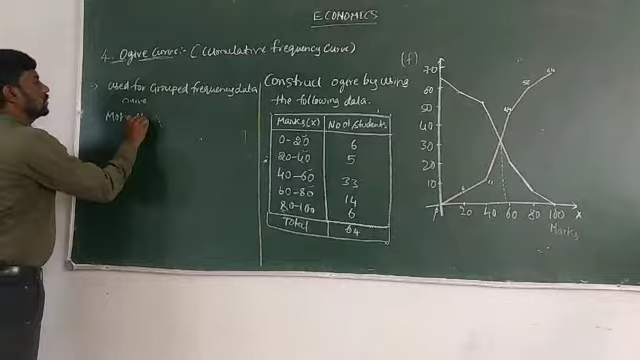 ECONOMICS
4. Ogive Curve:- (Cumulative frequency curve)
used for Grouped frequency data
Construct ogive by using
the following data.
Marks (x) No of Students
0-20 6
20-40 5
40-60 33
60-80 14
80-100 6
Total 64
(f)
70
60
50
40
30
20
10
20 40 60 80 100 x
Marks